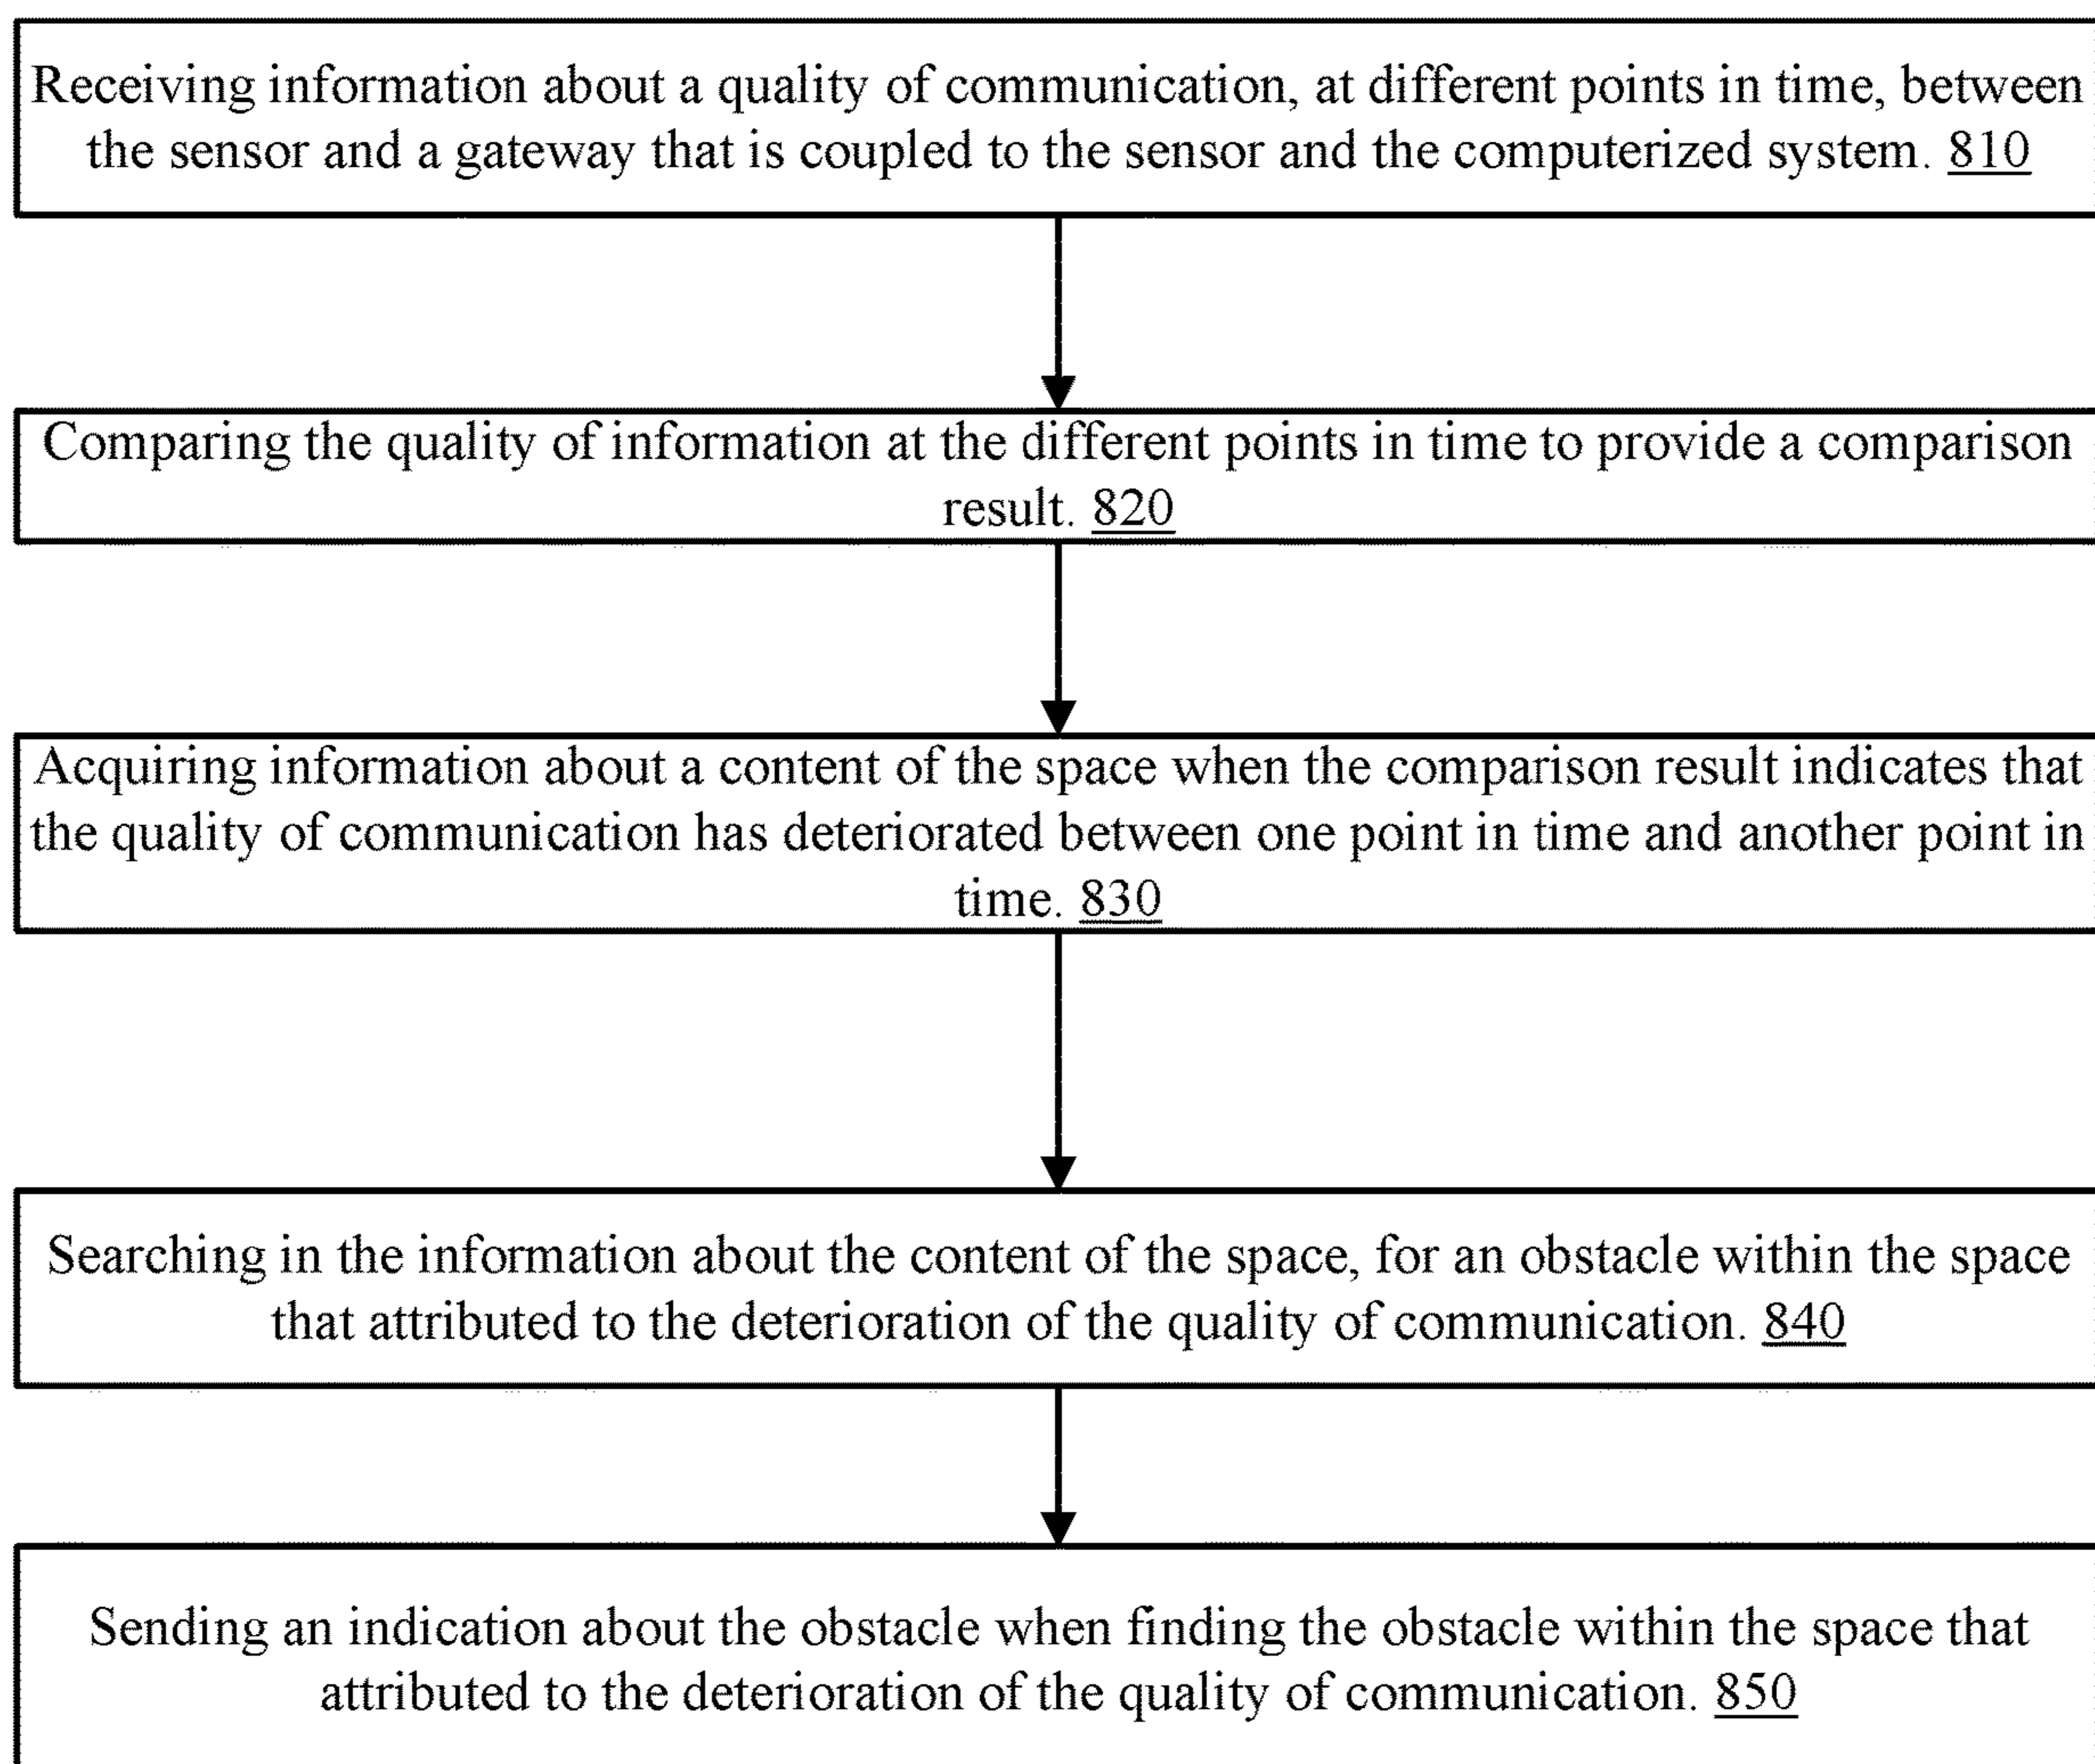 Receiving information about a quality of communication, at different points in time, between
the sensor and a gateway that is coupled to the sensor and the computerized system. 810
Comparing the quality of information at the different points in time to provide a comparison
result. 820
Acquiring information about a content of the space when the comparison result indicates that
the quality of communication has deteriorated between one point in time and another point in
time. 830
Searching in the information about the content of the space, for an obstacle within the space
that attributed to the deterioration of the quality of communication. 840
Sending an indication about the obstacle when finding the obstacle within the space that
attributed to the deterioration of the quality of communication. 850